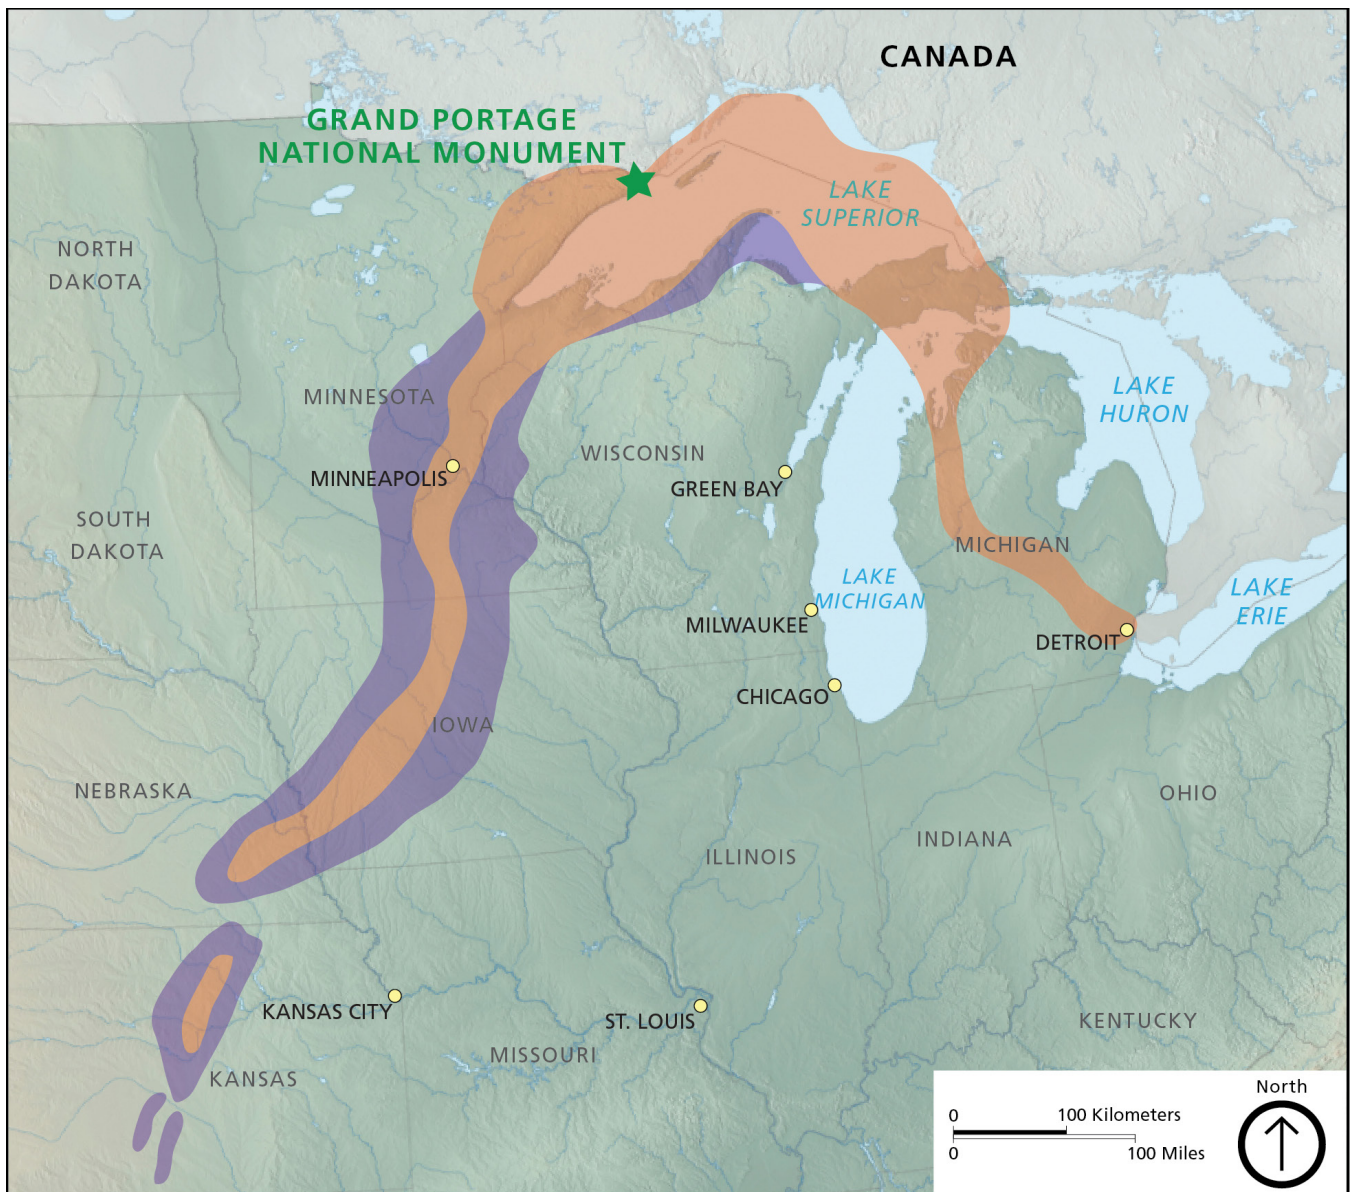 CANADA
GRAND PORTAGE
NATIONAL MONUMENT
LAKE
SUPERIOR
NORTH
DAKOTA
MINNESOTA
LAKE
HURON
WISCONSIN
MINNEAPOLIS
GREEN BAY
SOUTH
DAKOTA
MICHIGAN
LAKE
MICHIGAN
LAKE
ERIE
MILWAUKEE
DETROIT
CHICAGO
IOWA
NEBRASKA
OHIO
INDIANA
ILLINOIS
KANSAS CITY
ST. LOUIS
KENTUCKY
MISSOURI
KANSAS
North
0 100 Kilometers
0 100 Miles